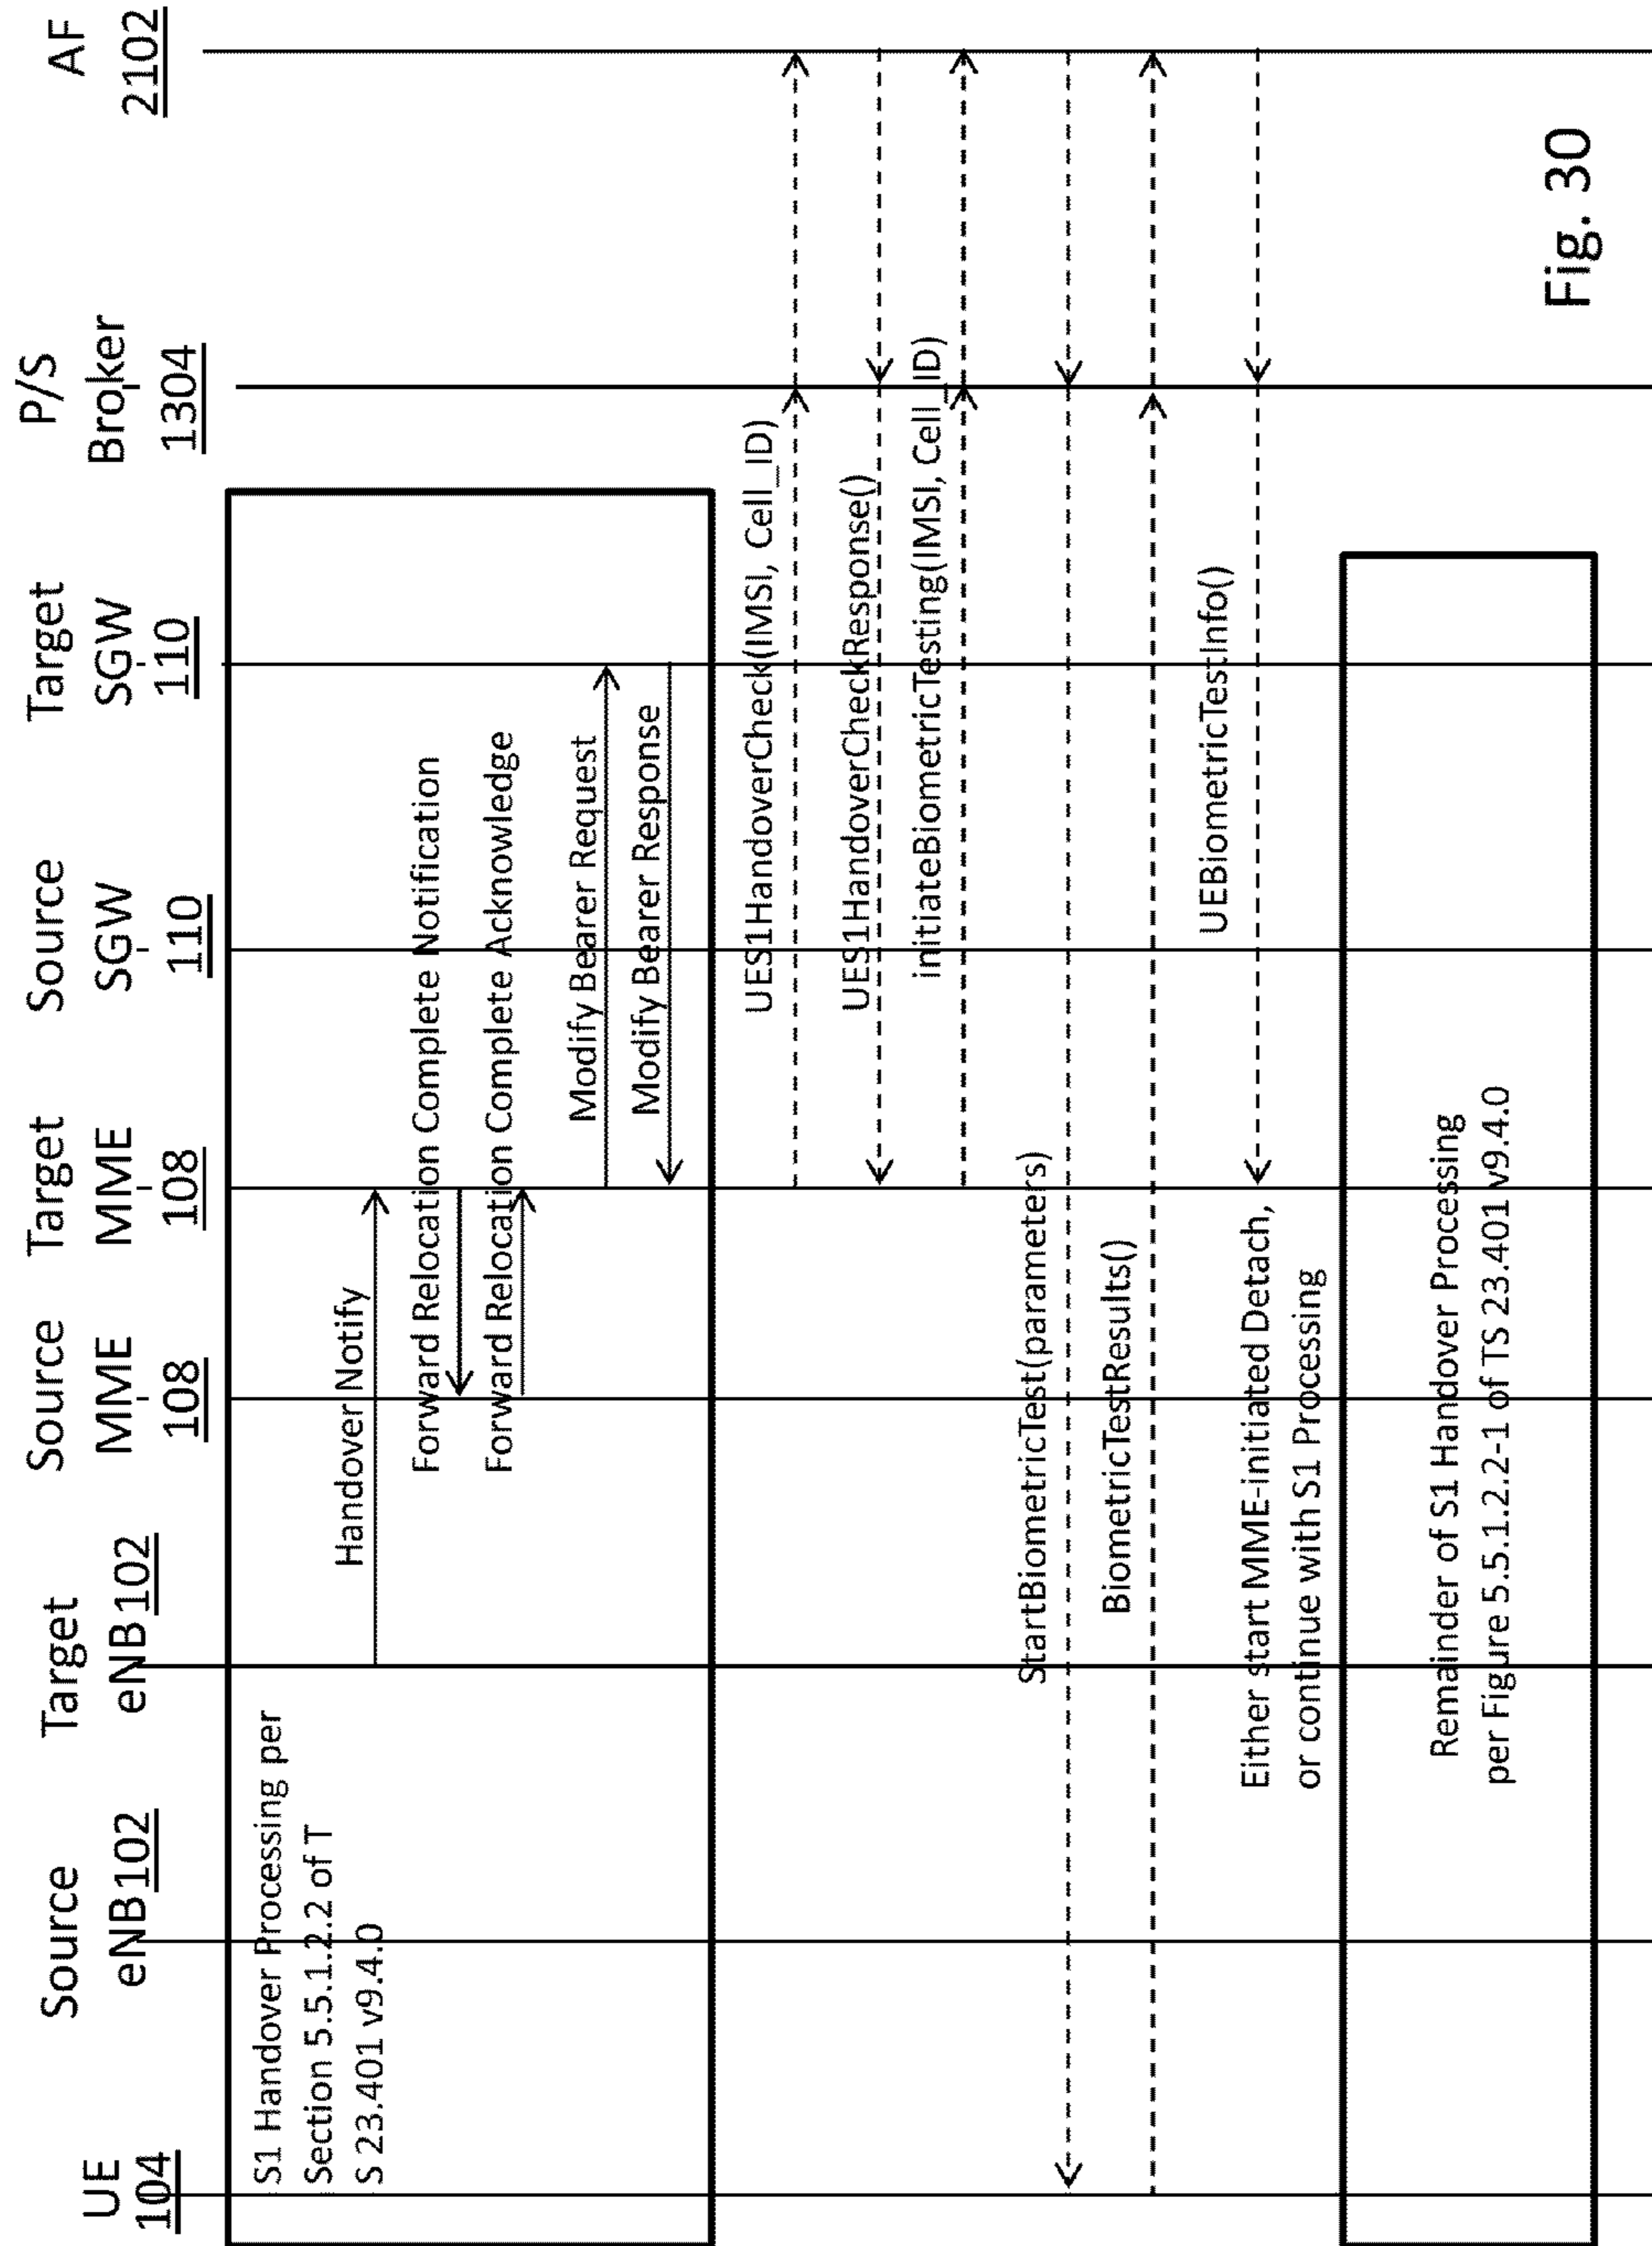 UE
104
Source
eNB 102
Target
eNB 102
Source
MME
108
Target
MME
108
Source
SGW
110
Target
SGW
110
P/S
Broker
1304
AF
2102
S1 Handover Processing per
Section 5.5.1.2.2 of T
S 23.401 v9.4.0
Handover Notify
Forward Relocation Complete Notification
Forward Relocation Complete Acknowledge
Modify Bearer Request
Modify Bearer Response
UES1HandoverCheck(IMSI, Cell_ID)
UES1HandoverCheckResponse()
initiateBiometricTesting(IMSI, Cell_ID)
StartBiometricTest(parameters)
BiometricTestResults()
UEBiometricTestInfo()
Either start MME-initiated Detach,
or continue with S1 Processing
Remainder of S1 Handover Processing
per Figure 5.5.1.2.2-1 of TS 23.401 v9.4.0
Fig. 30